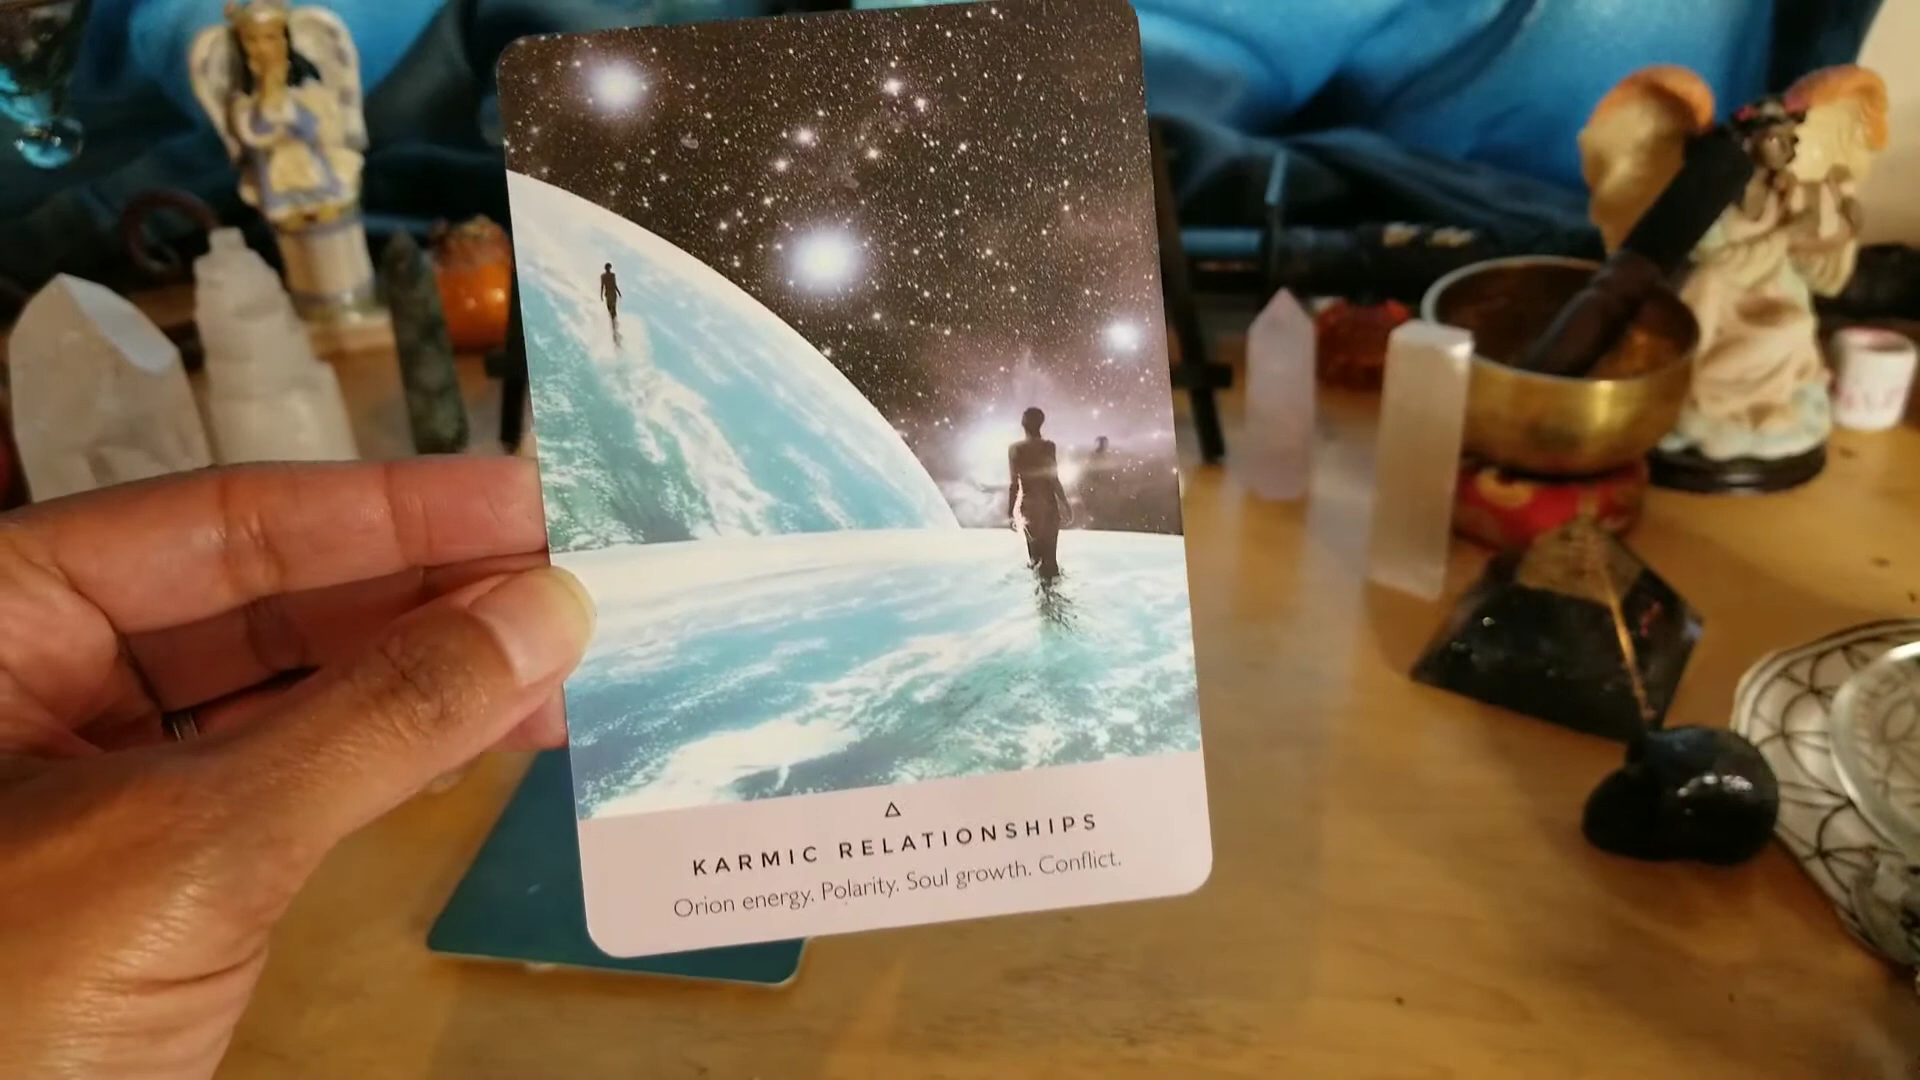 KARMIC RELATIONSHIPS
Orion energy. Polarity. Soul growth. Conflict.